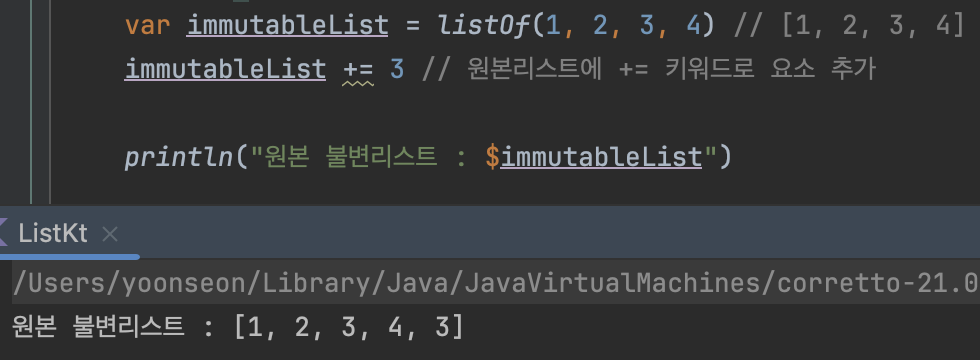 var immutableList = listOf(1, 2, 3, 4) // [1, 2, 3, 4]
immutableList += 3 // 원본리스트에 += 키워드로 요소 추가
println("원본 불변리스트 : $immutableList")
ListKt ×
/Users/yoonseon/Library/Java/JavaVirtualMachines/corretto-21.0
원본 불변리스트 : [1, 2, 3, 4, 3]